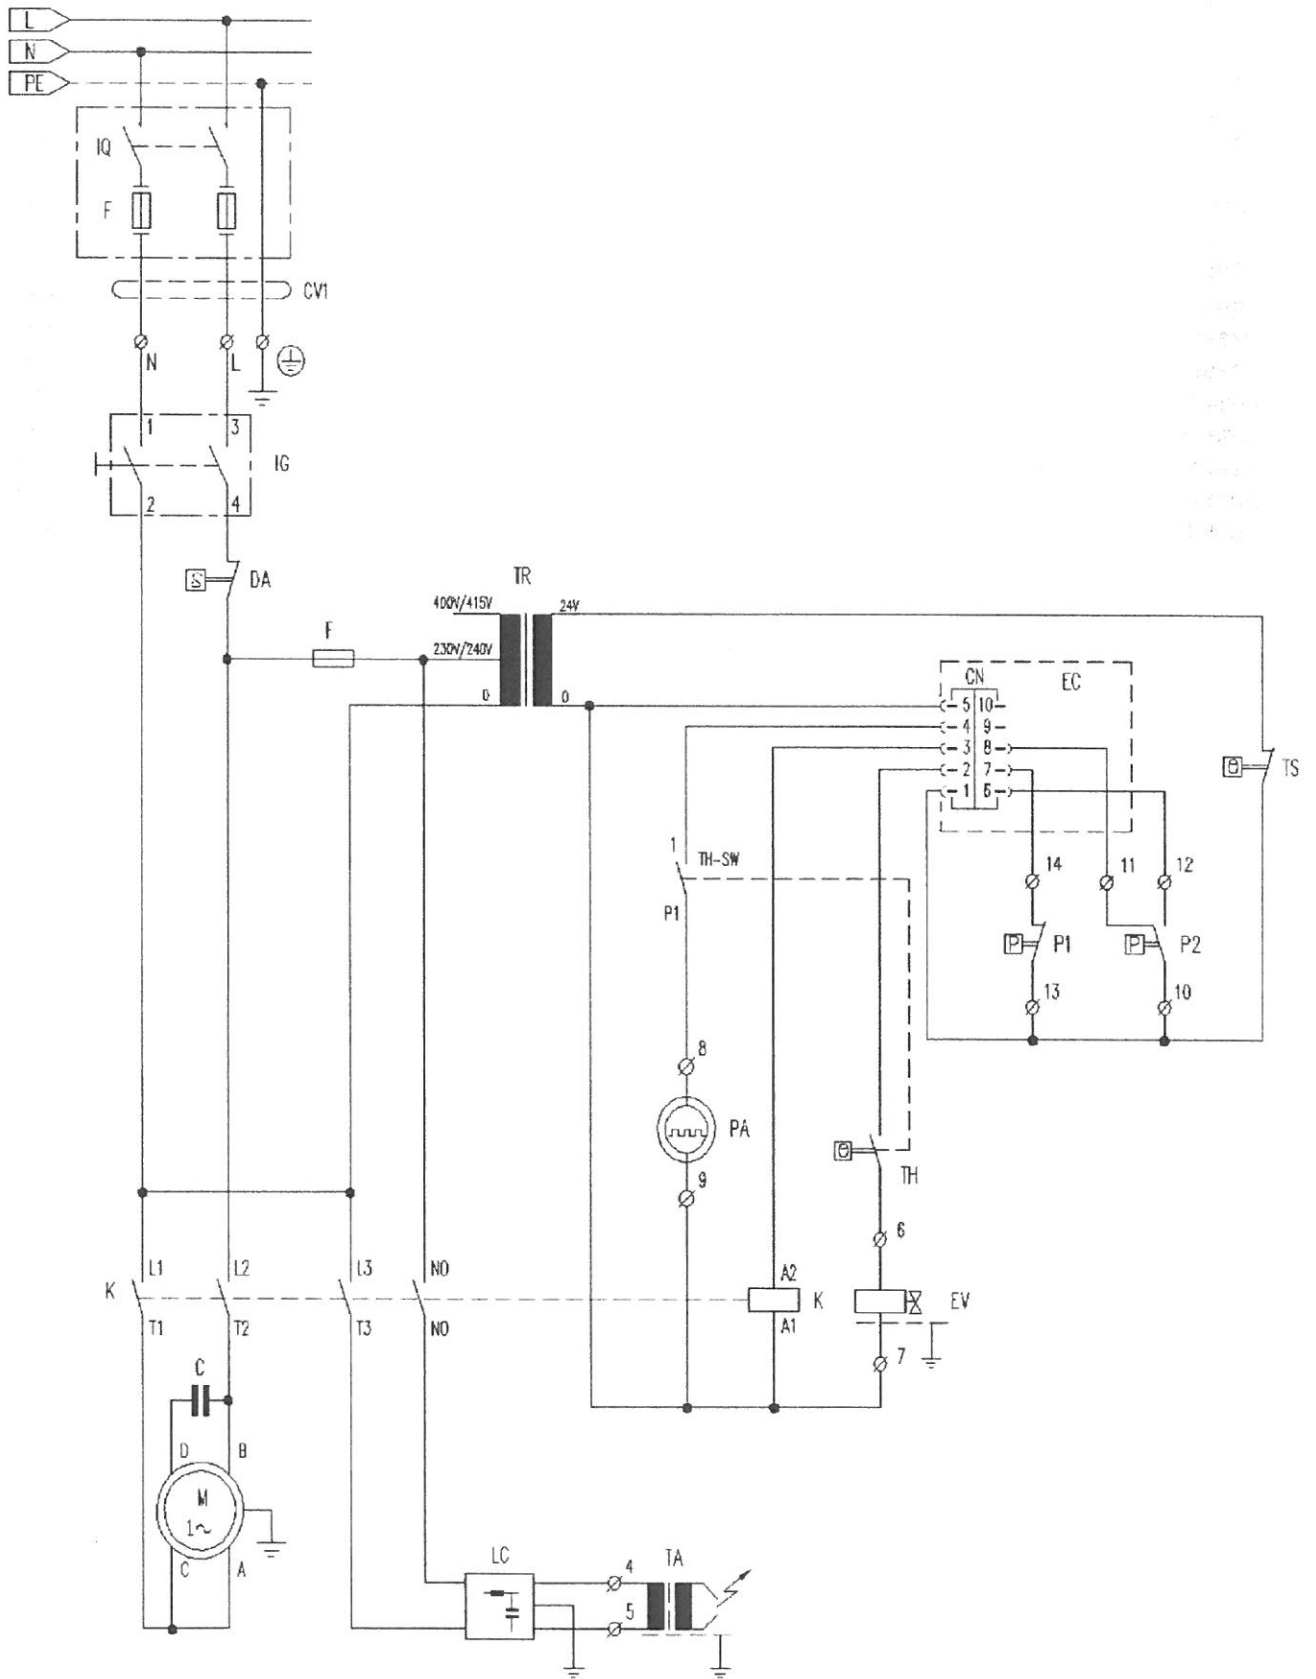 L
N
PE
IQ
F
CV1
N L
1 3
IG
2 4
S DA
TR
400V/415V 24V
F
230V/240V
0 0
CN EC
5 10
4 9
3 8
2 7
1 6
θ TS
1 TH-SW
P1
14 11 12
P P1 P P2
13 10
8
PA
9
θ TH
6
L1 L2 L3 NO
K
A2
K EV
T1 T2 T3 NO
A1
7
C
D B
M
1~
C A
LC 4 TA
5